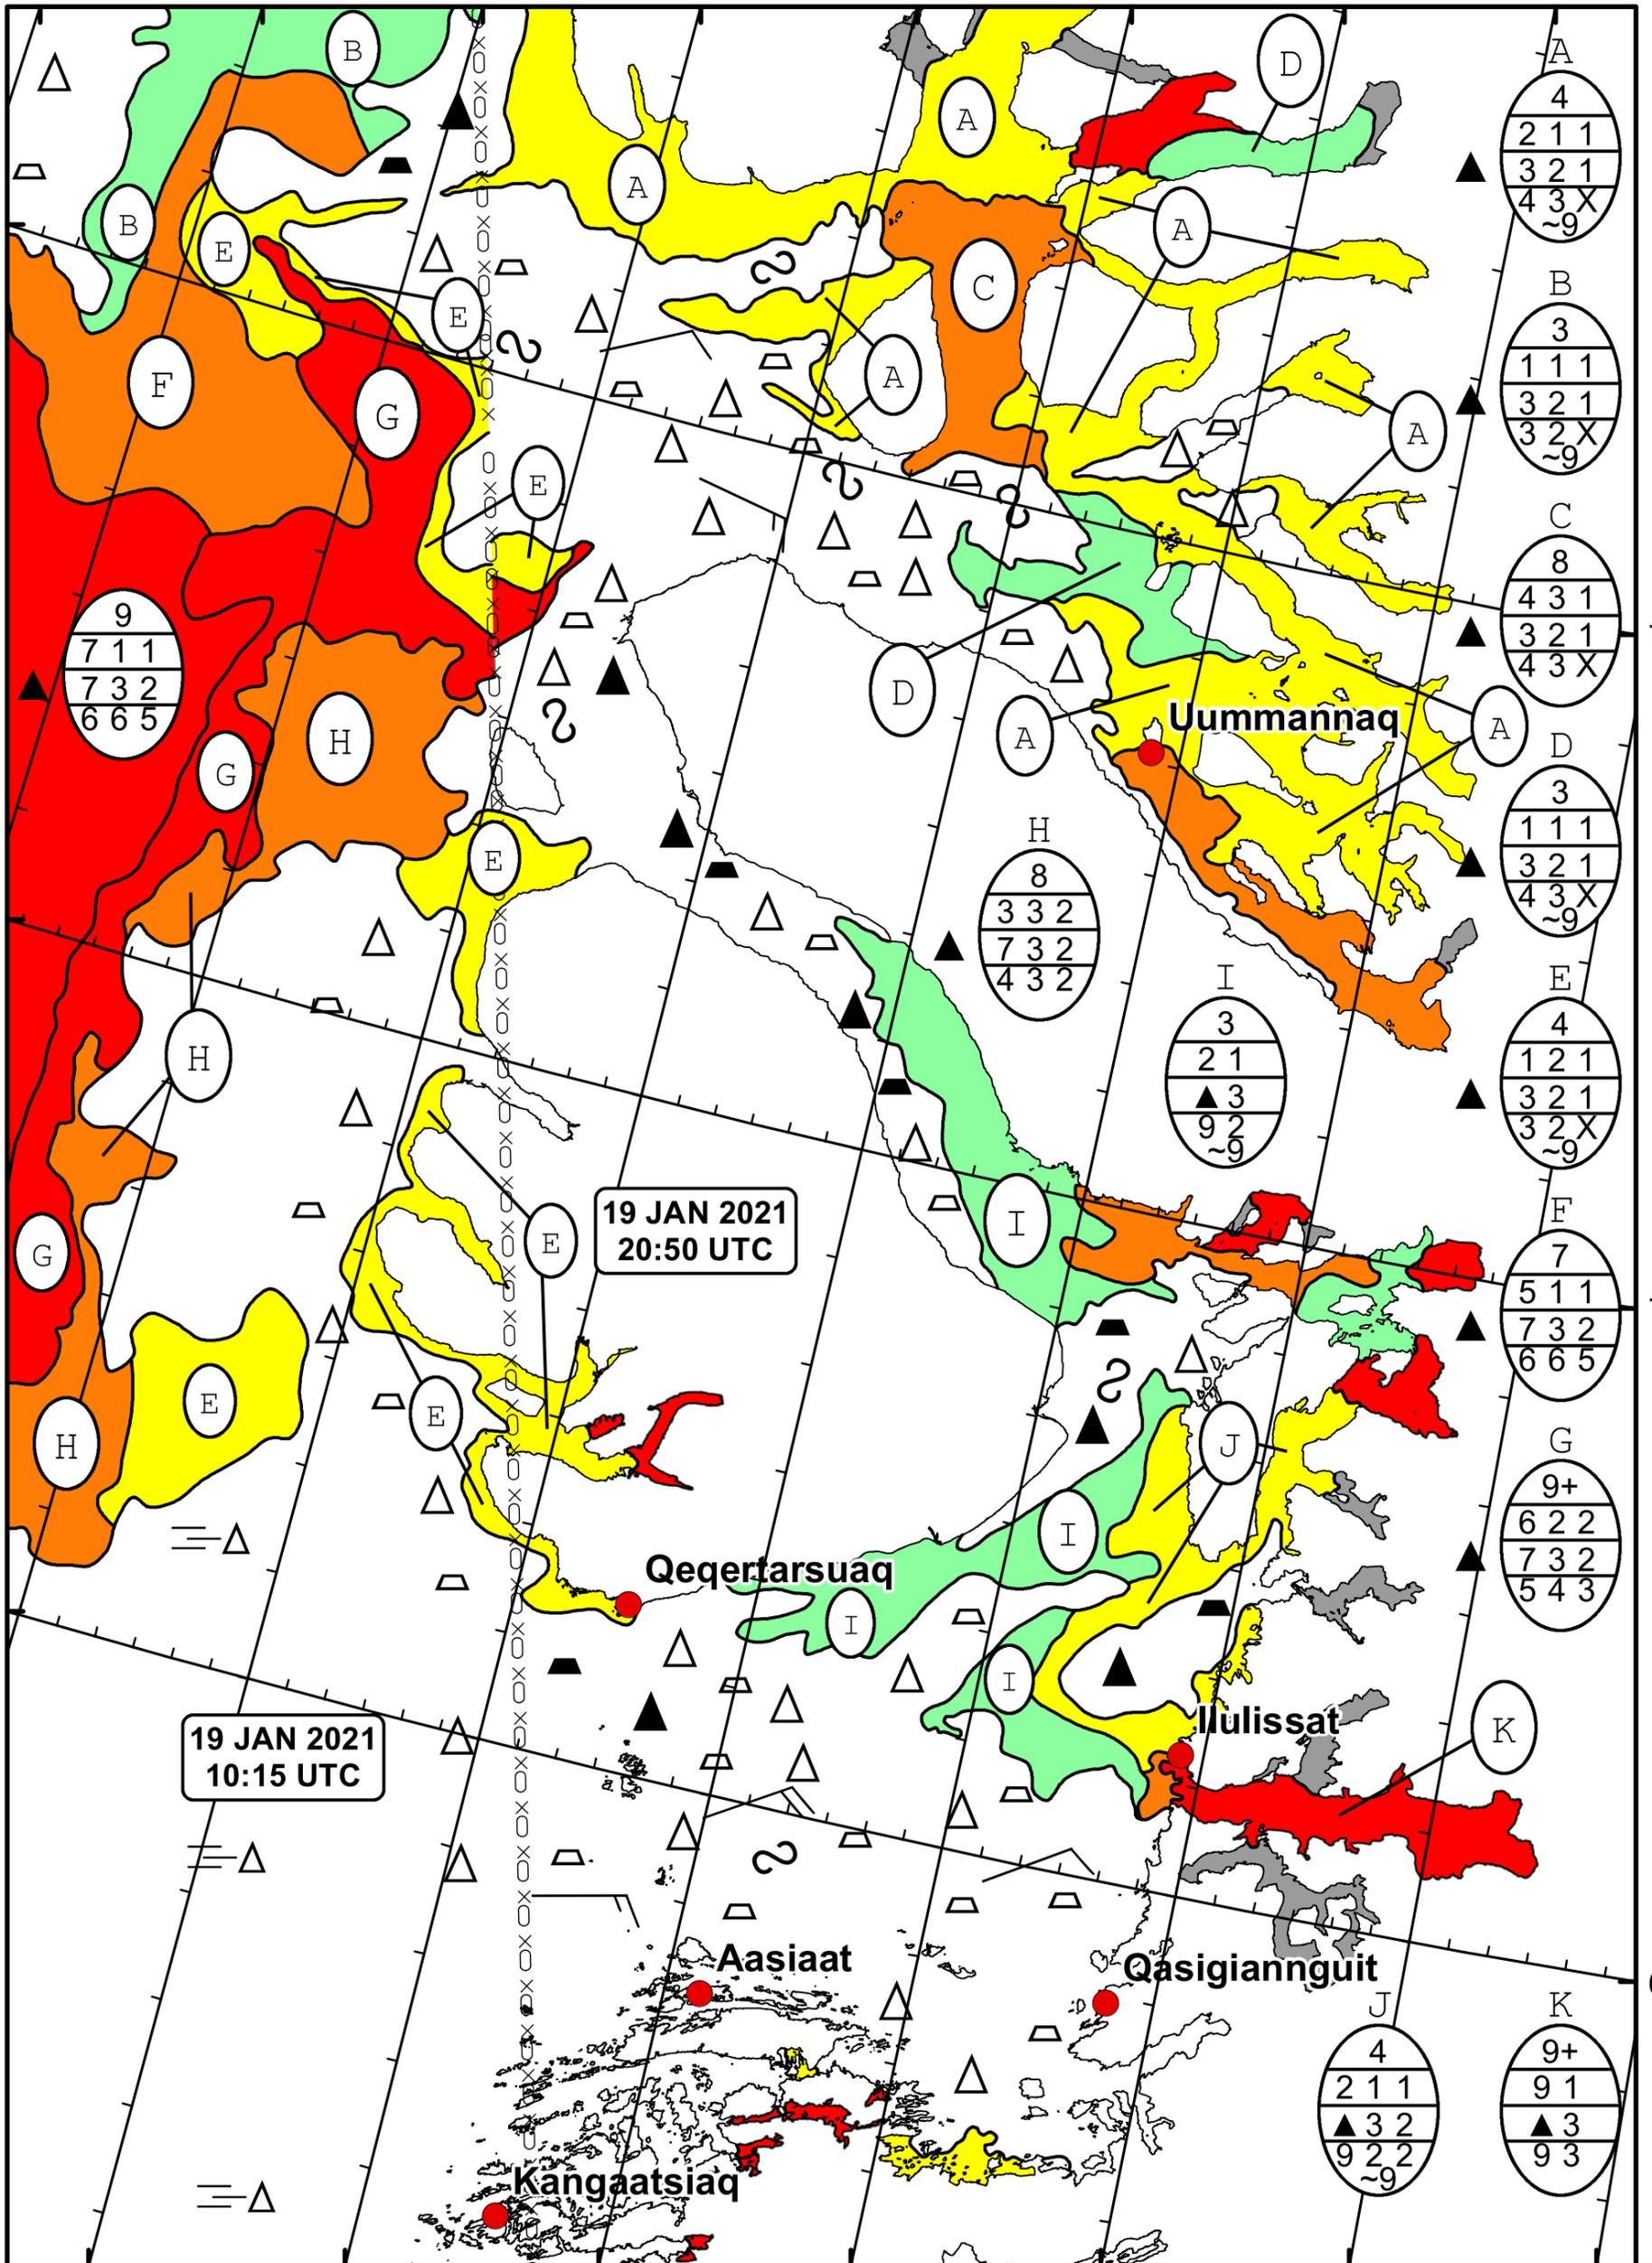 B
D
A
4
2 1 1
3 2 1
4 3 X
~9
A
A
B
E
A
E
C
B
3
1 1 1
3 2 1
3 2 X
~9
F
A
G
A
E
C
8
4 3 1
3 2 1
4 3 X
9
7 1 1
7 3 2
6 6 5
D
Uummannaq
A
A
H
G
D
3
1 1 1
3 2 1
4 3 X
~9
E
H
8
3 3 2
7 3 2
4 3 2
I
3
2 1
▲ 3
9 2
~9
E
4
1 2 1
3 2 1
3 2 X
~9
H
19 JAN 2021
20:50 UTC
E
I
G
F
7
5 1 1
7 3 2
6 6 5
E
E
H
J
G
9+
6 2 2
7 3 2
5 4 3
I
Qeqertarsuaq
I
I
Ilulissat
K
19 JAN 2021
10:15 UTC
Aasiaat
Qasigiannguit
J
4
2 1 1
▲ 3 2
9 2 2
~9
K
9+
9 1
▲ 3
9 3
Kangaatsiaq